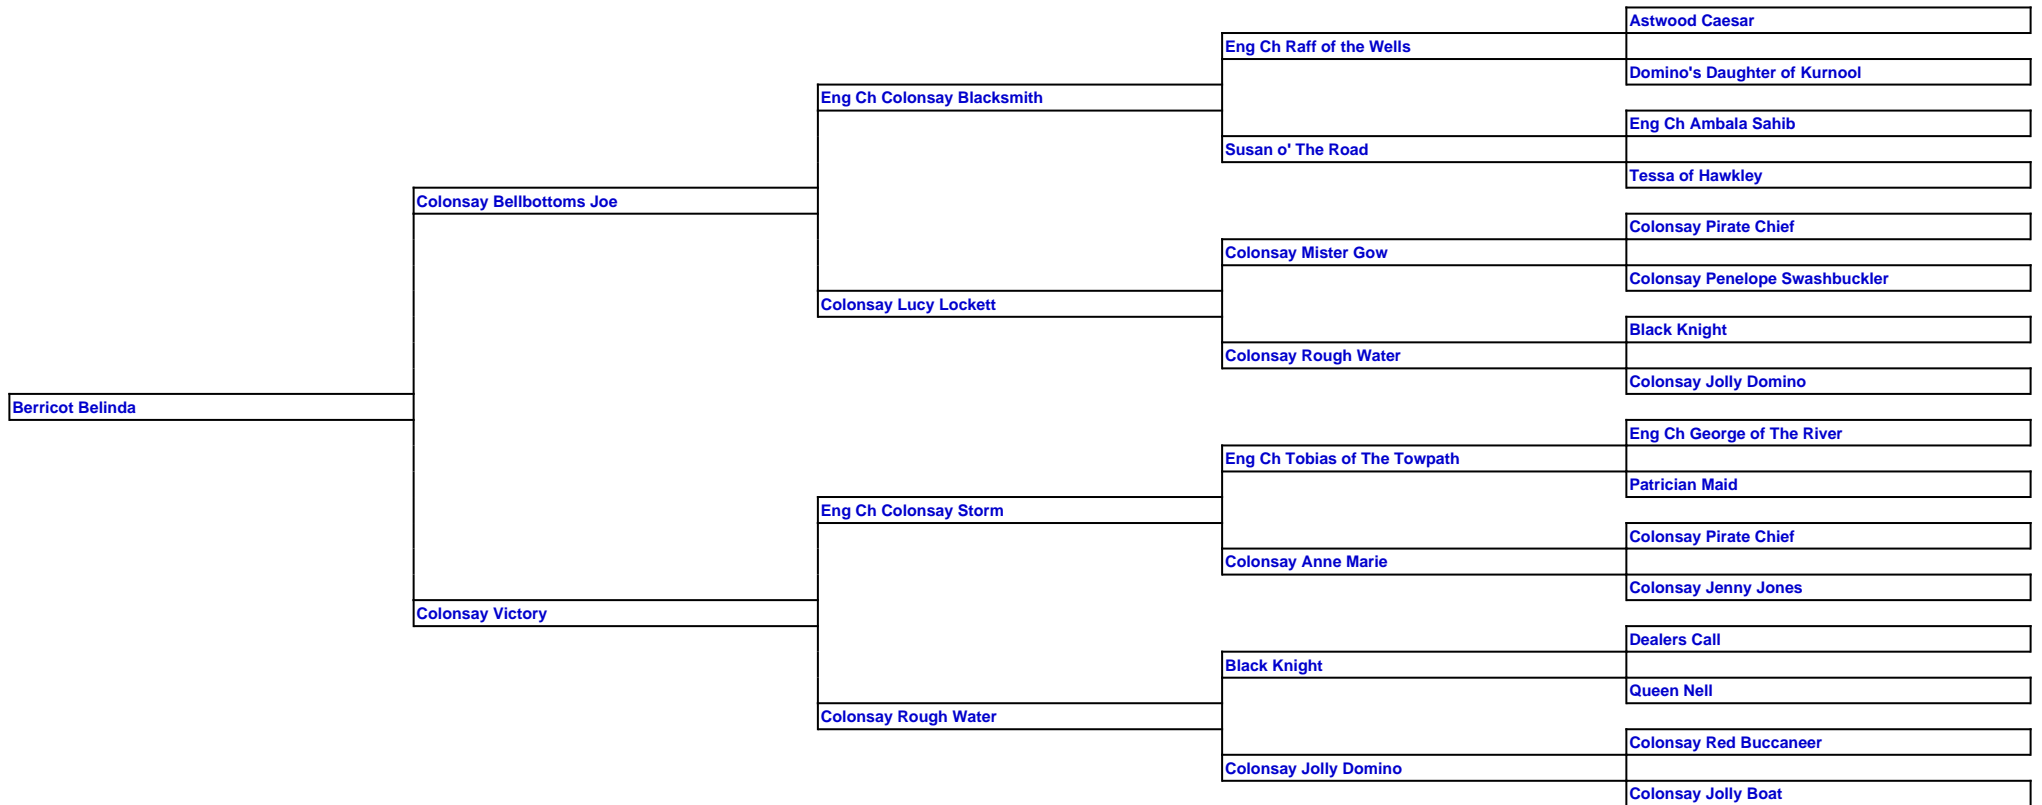 Astwood Caesar
Eng Ch Raff of the Wells
Domino's Daughter of Kurnool
Eng Ch Colonsay Blacksmith
Eng Ch Ambala Sahib
Susan o' The Road
Tessa of Hawkley
Colonsay Bellbottoms Joe
Colonsay Pirate Chief
Colonsay Mister Gow
Colonsay Penelope Swashbuckler
Colonsay Lucy Lockett
Black Knight
Colonsay Rough Water
Colonsay Jolly Domino
Berricot Belinda
Eng Ch George of The River
Eng Ch Tobias of The Towpath
Patrician Maid
Eng Ch Colonsay Storm
Colonsay Pirate Chief
Colonsay Anne Marie
Colonsay Jenny Jones
Colonsay Victory
Dealers Call
Black Knight
Queen Nell
Colonsay Rough Water
Colonsay Red Buccaneer
Colonsay Jolly Domino
Colonsay Jolly Boat